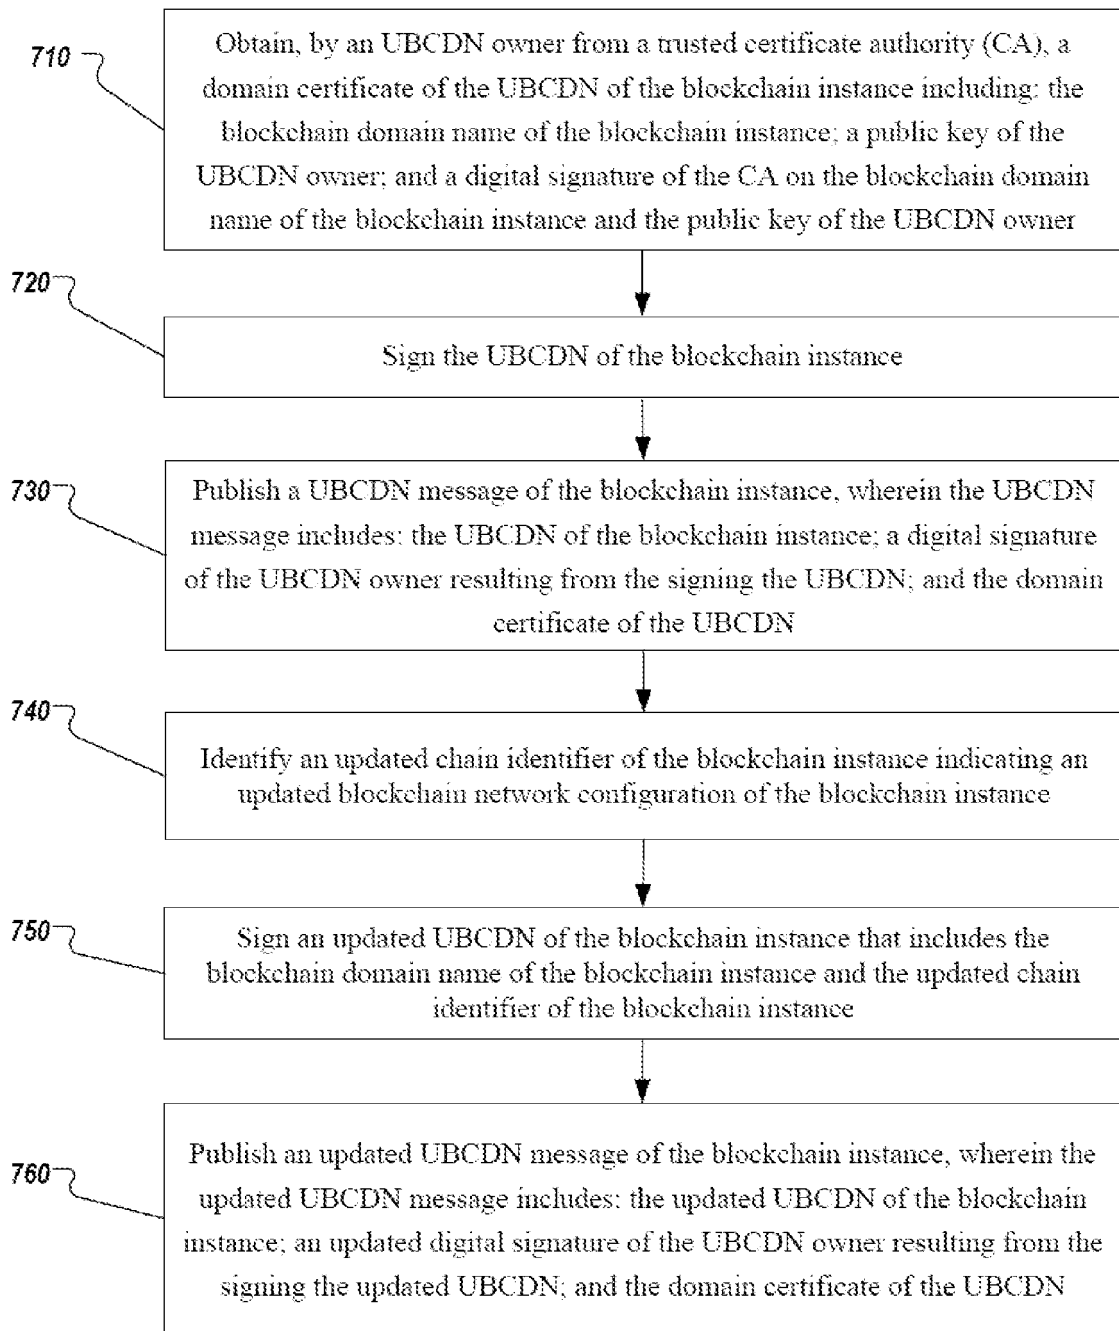 710
Obtain, by an UBCDN owner from a trusted certificate authority (CA), a
domain certificate of the UBCDN of the blockchain instance including: the
blockchain domain name of the blockchain instance; a public key of the
UBCDN owner; and a digital signature of the CA on the blockchain domain
name of the blockchain instance and the public key of the UBCDN owner
720
Sign the UBCDN of the blockchain instance
730
Publish a UBCDN message of the blockchain instance, wherein the UBCDN
message includes: the UBCDN of the blockchain instance; a digital signature
of the UBCDN owner resulting from the signing the UBCDN; and the domain
certificate of the UBCDN
740
Identify an updated chain identifier of the blockchain instance indicating an
updated blockchain network configuration of the blockchain instance
750
Sign an updated UBCDN of the blockchain instance that includes the
blockchain domain name of the blockchain instance and the updated chain
identifier of the blockchain instance
760
Publish an updated UBCDN message of the blockchain instance, wherein the
updated UBCDN message includes: the updated UBCDN of the blockchain
instance; an updated digital signature of the UBCDN owner resulting from the
signing the updated UBCDN; and the domain certificate of the UBCDN